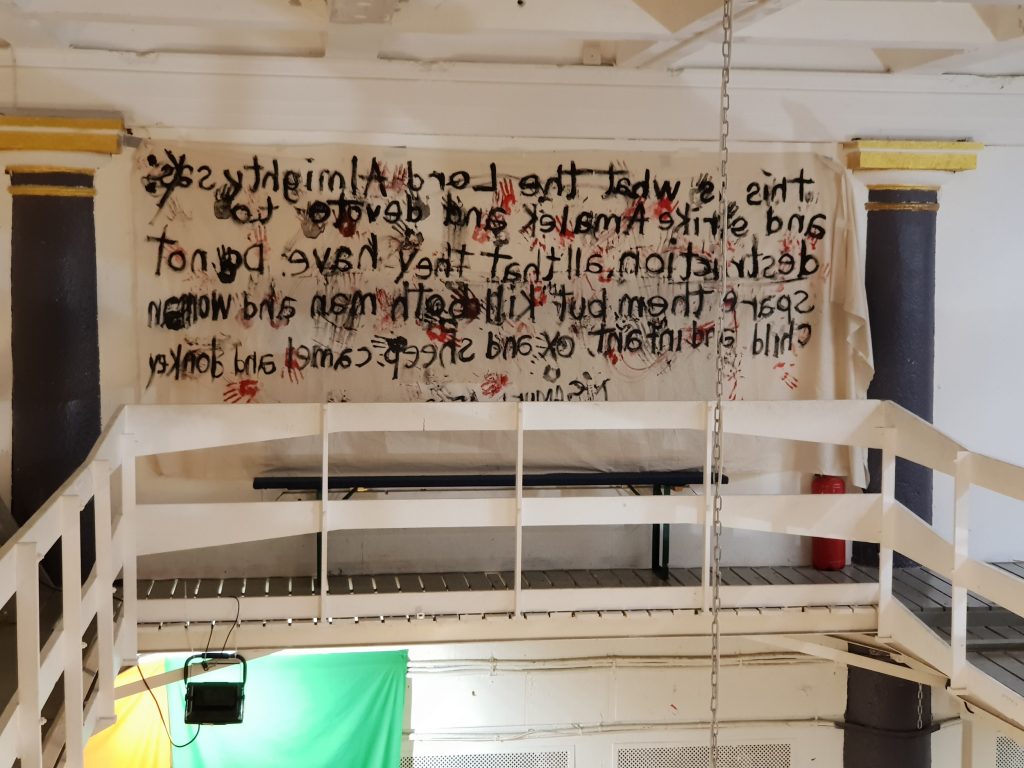 this is what the Lord Almighty says
and strike Amalek and devote to
destruction all that they have. Do not
spare them but kill both man and woman
child and infant, ox and sheep, camel and donkey